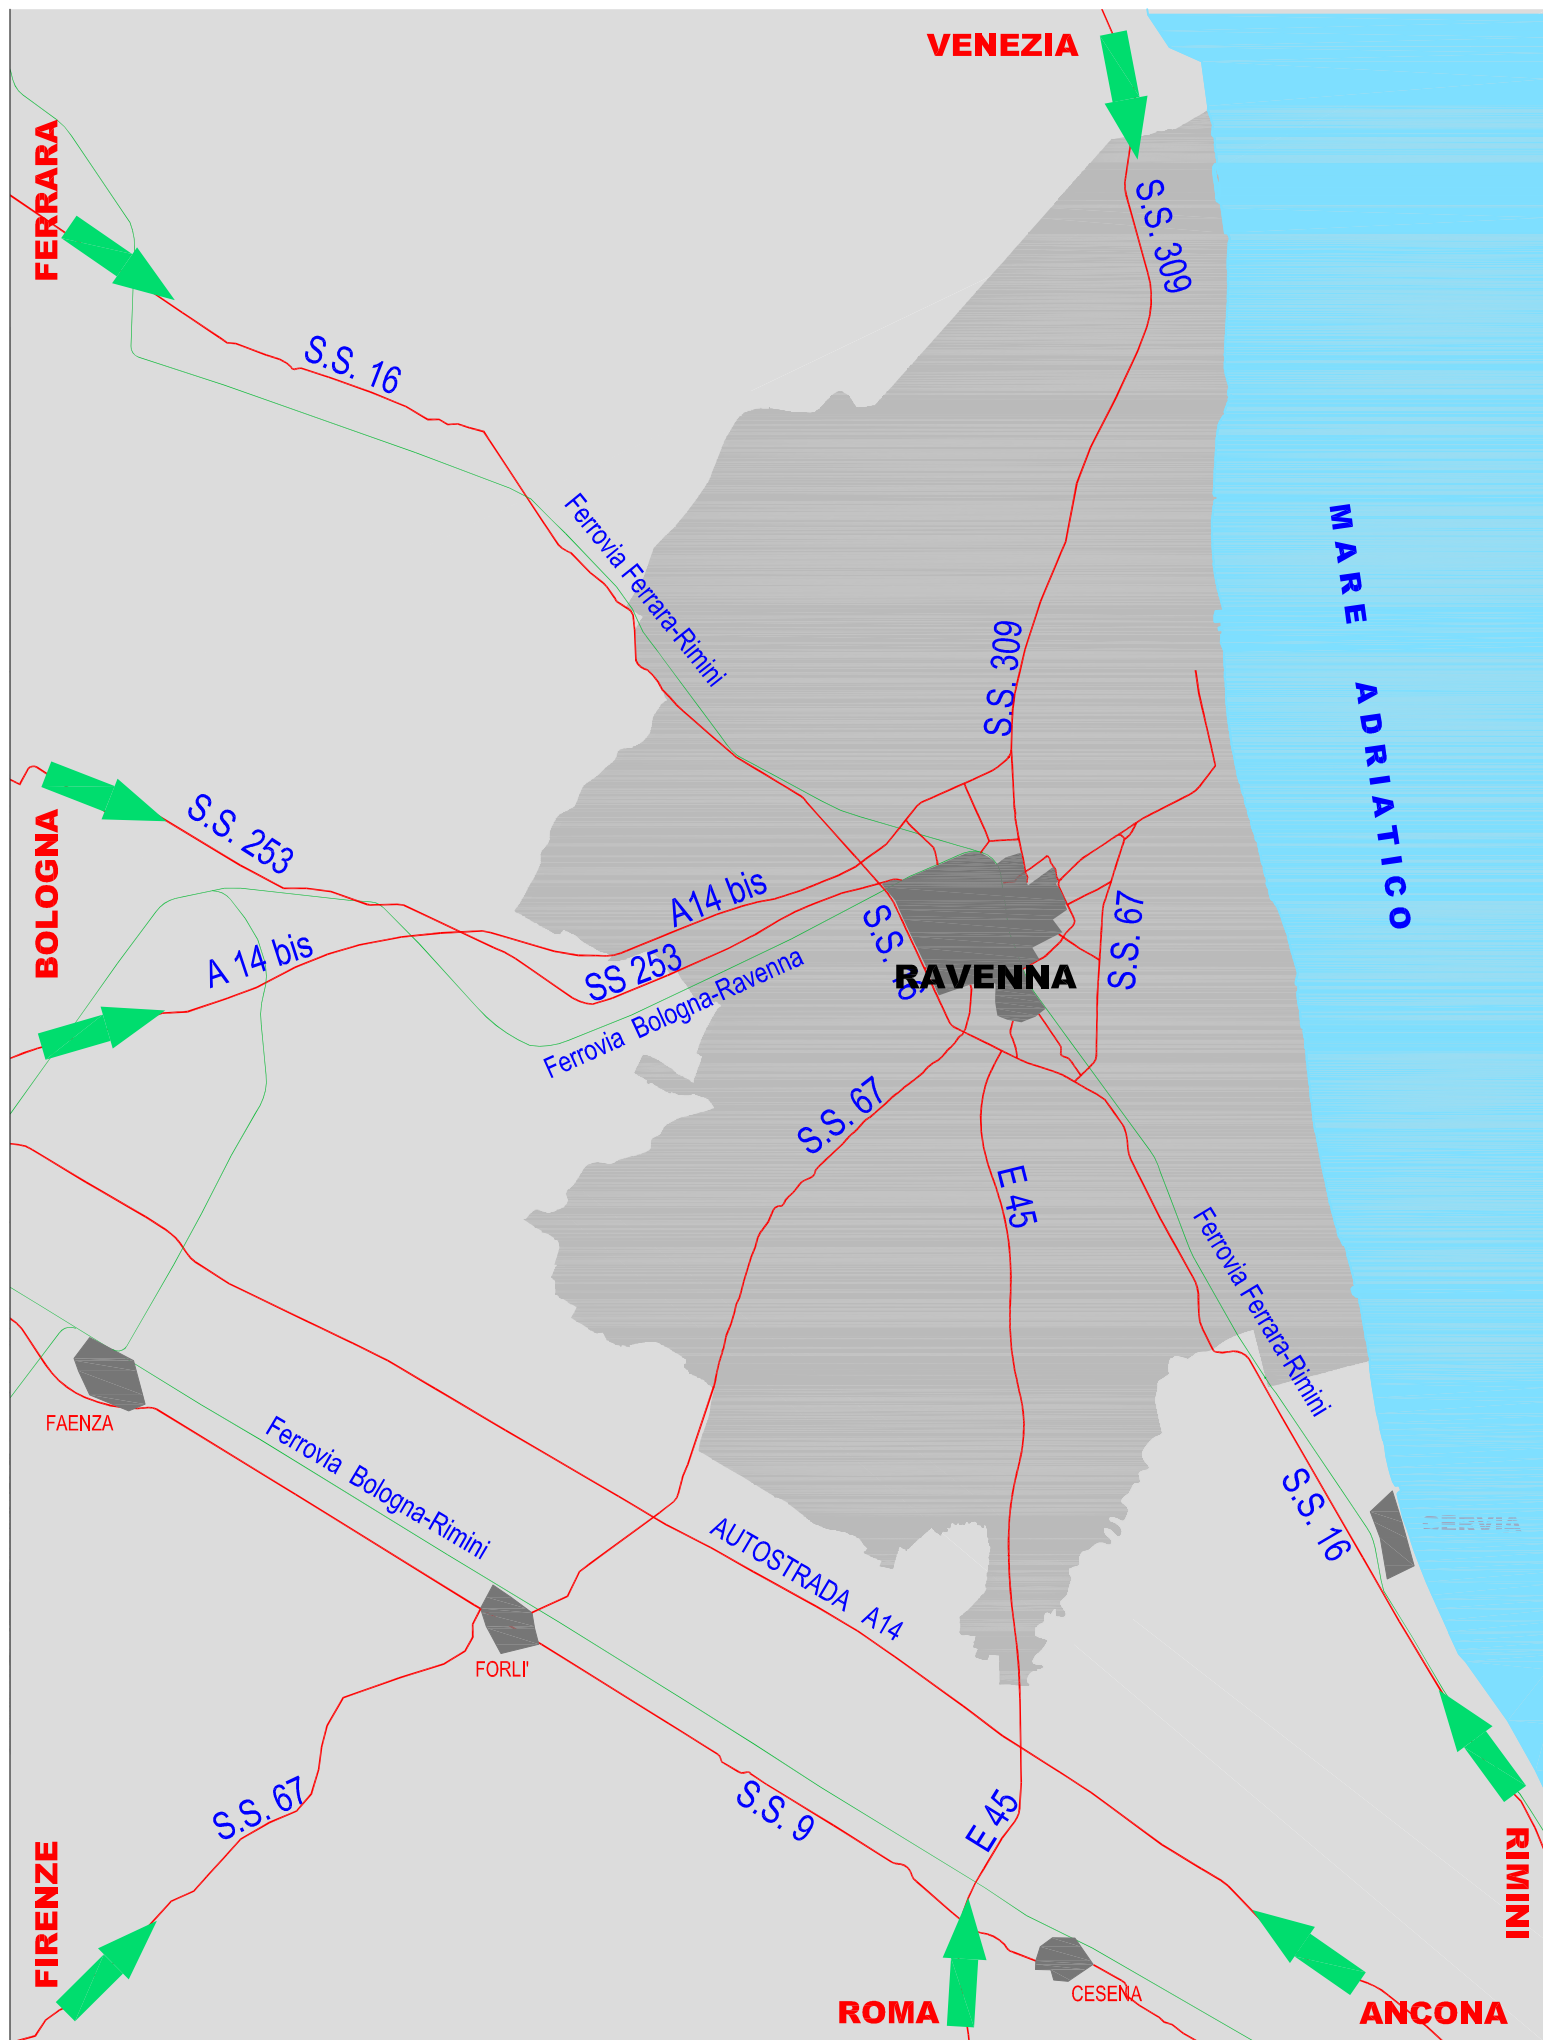 VENEZIA
FERRARA
S.S. 309
S.S. 16
Ferrovia Ferrara-Rimini
MARE ADRIATICO
S.S. 309
BOLOGNA
S.S. 253
A14 bis
S.S. 67
S.S. 16
A 14 bis
SS 253
RAVENNA
Ferrovia Bologna-Ravenna
S.S. 67
E 45
Ferrovia Ferrara-Rimini
FAENZA
Ferrovia Bologna-Rimini
S.S. 16
CERVIA
AUTOSTRADA A14
FORLI'
S.S. 67
S.S. 9
E 45
FIRENZE
RIMINI
CESENA
ROMA
ANCONA